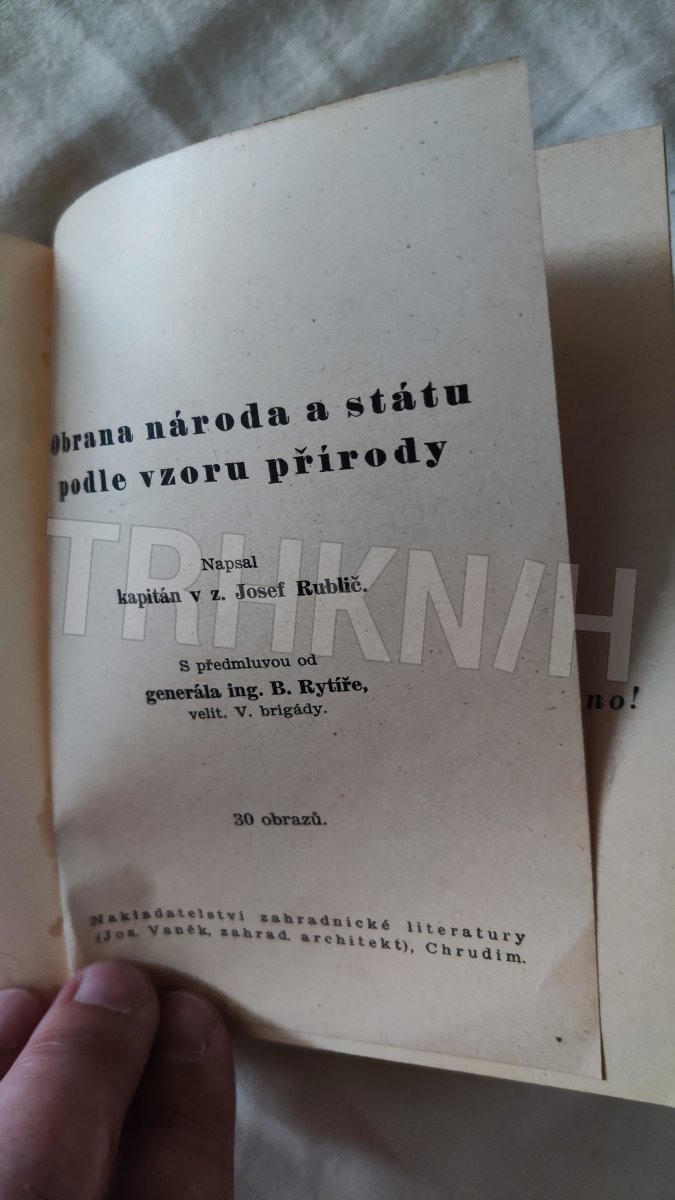 Obrana národa a státu
podle vzoru přírody
Napsal
kapitán v z. Josef Rublič.
S předmluvou od
generála ing. B. Rytíře,
velit. V. brigády.
30 obrazů.
Nakladatelství zahradnické literatury
(Jos. Vaněk, zahrad. architekt), Chrudim.
no!
TRHKNIH